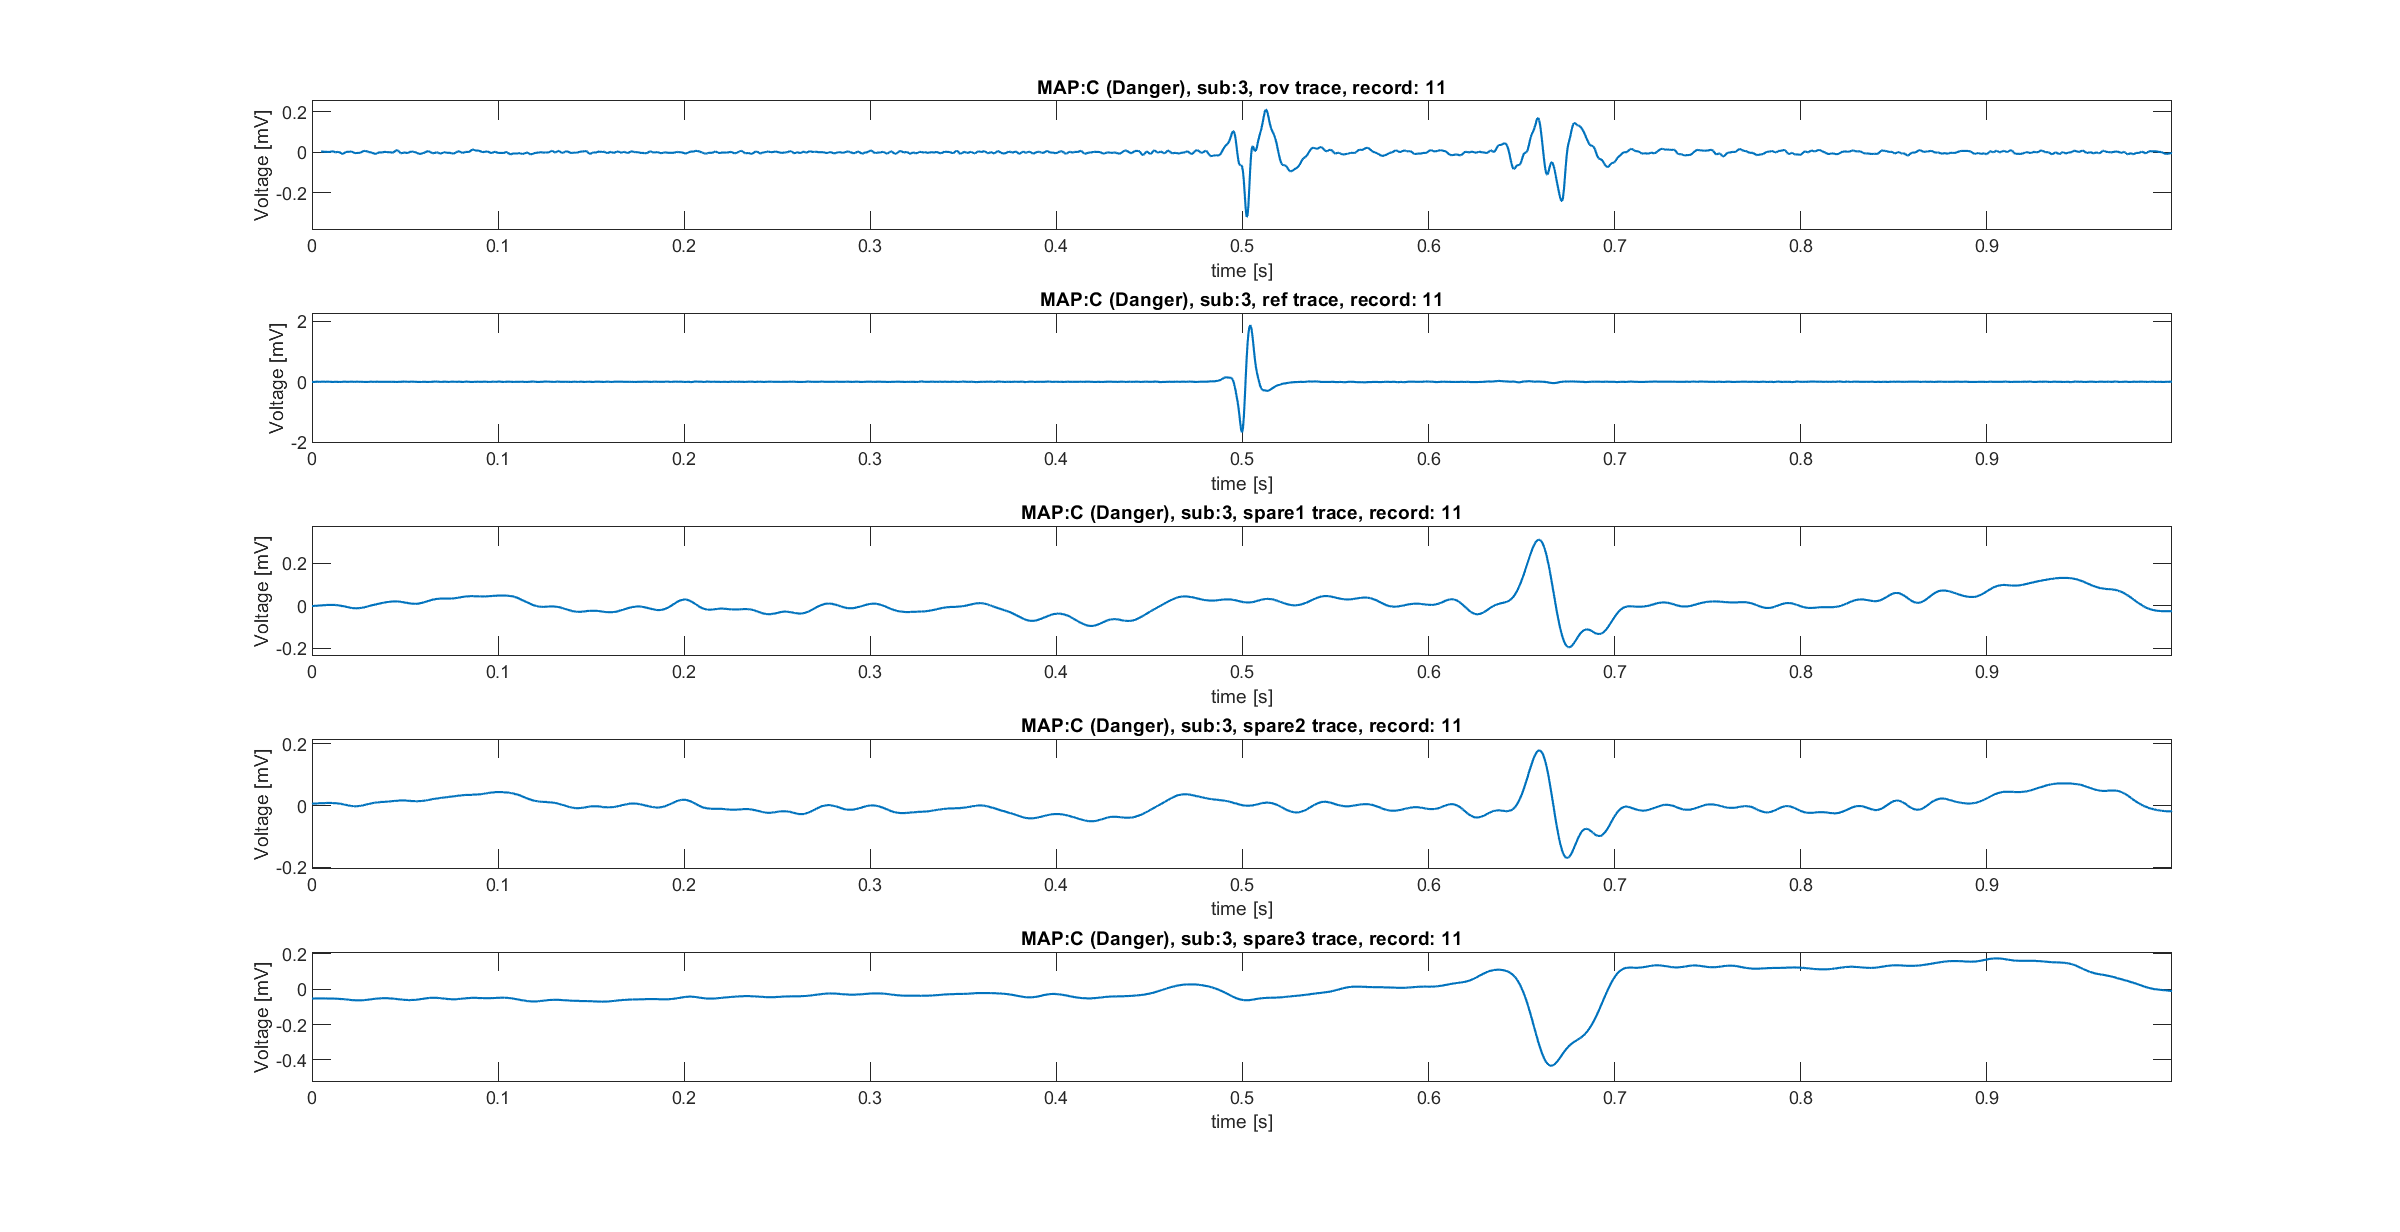 MAP:C (Danger), sub:3, rov trace, record: 11
Voltage [mV]
0.2
0
-0.2
0 0.1 0.2 0.3 0.4 0.5 0.6 0.7 0.8 0.9
time [s]
MAP:C (Danger), sub:3, ref trace, record: 11
Voltage [mV]
2
0
-2
0 0.1 0.2 0.3 0.4 0.5 0.6 0.7 0.8 0.9
time [s]
MAP:C (Danger), sub:3, spare1 trace, record: 11
Voltage [mV]
0.2
0
-0.2
0 0.1 0.2 0.3 0.4 0.5 0.6 0.7 0.8 0.9
time [s]
MAP:C (Danger), sub:3, spare2 trace, record: 11
Voltage [mV]
0.2
0
-0.2
0 0.1 0.2 0.3 0.4 0.5 0.6 0.7 0.8 0.9
time [s]
MAP:C (Danger), sub:3, spare3 trace, record: 11
Voltage [mV]
0.2
0
-0.2
-0.4
0 0.1 0.2 0.3 0.4 0.5 0.6 0.7 0.8 0.9
time [s]